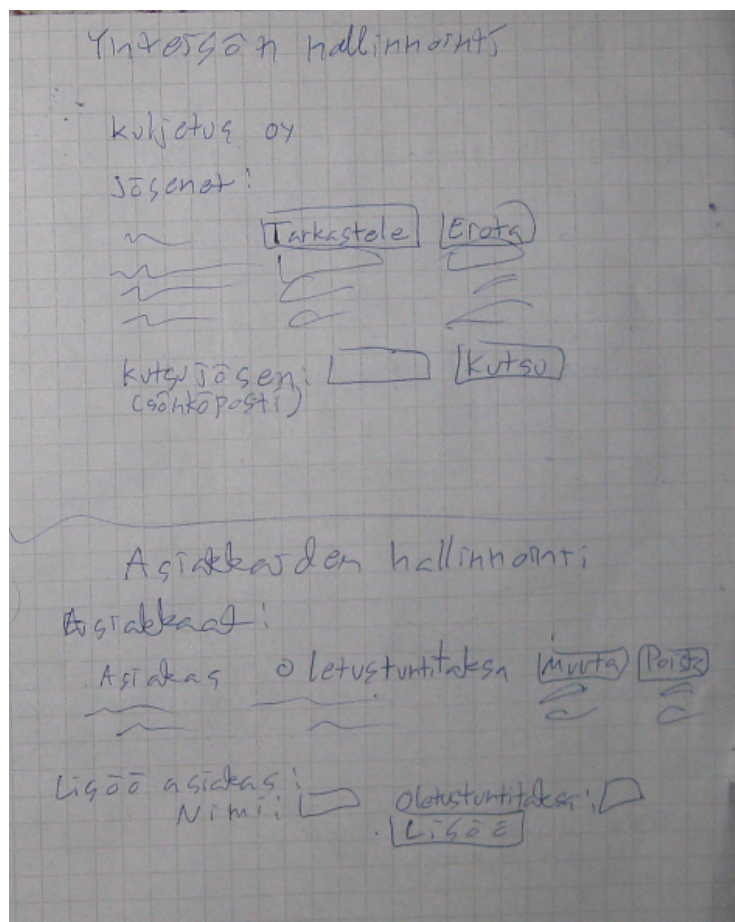 Yhteisön hallinnointi
Kuljetus oy
Jäsenet:
Tarkastele Erota
Kutsu jäsen: Kutsu
(sähköposti)
Asiakkaiden hallinnointi
Asiakkaat:
Asiakas Oletustuntitaksa Muuta Poista
Lisää asiakas:
Nimi: Oletustuntitaksa:
Lisää